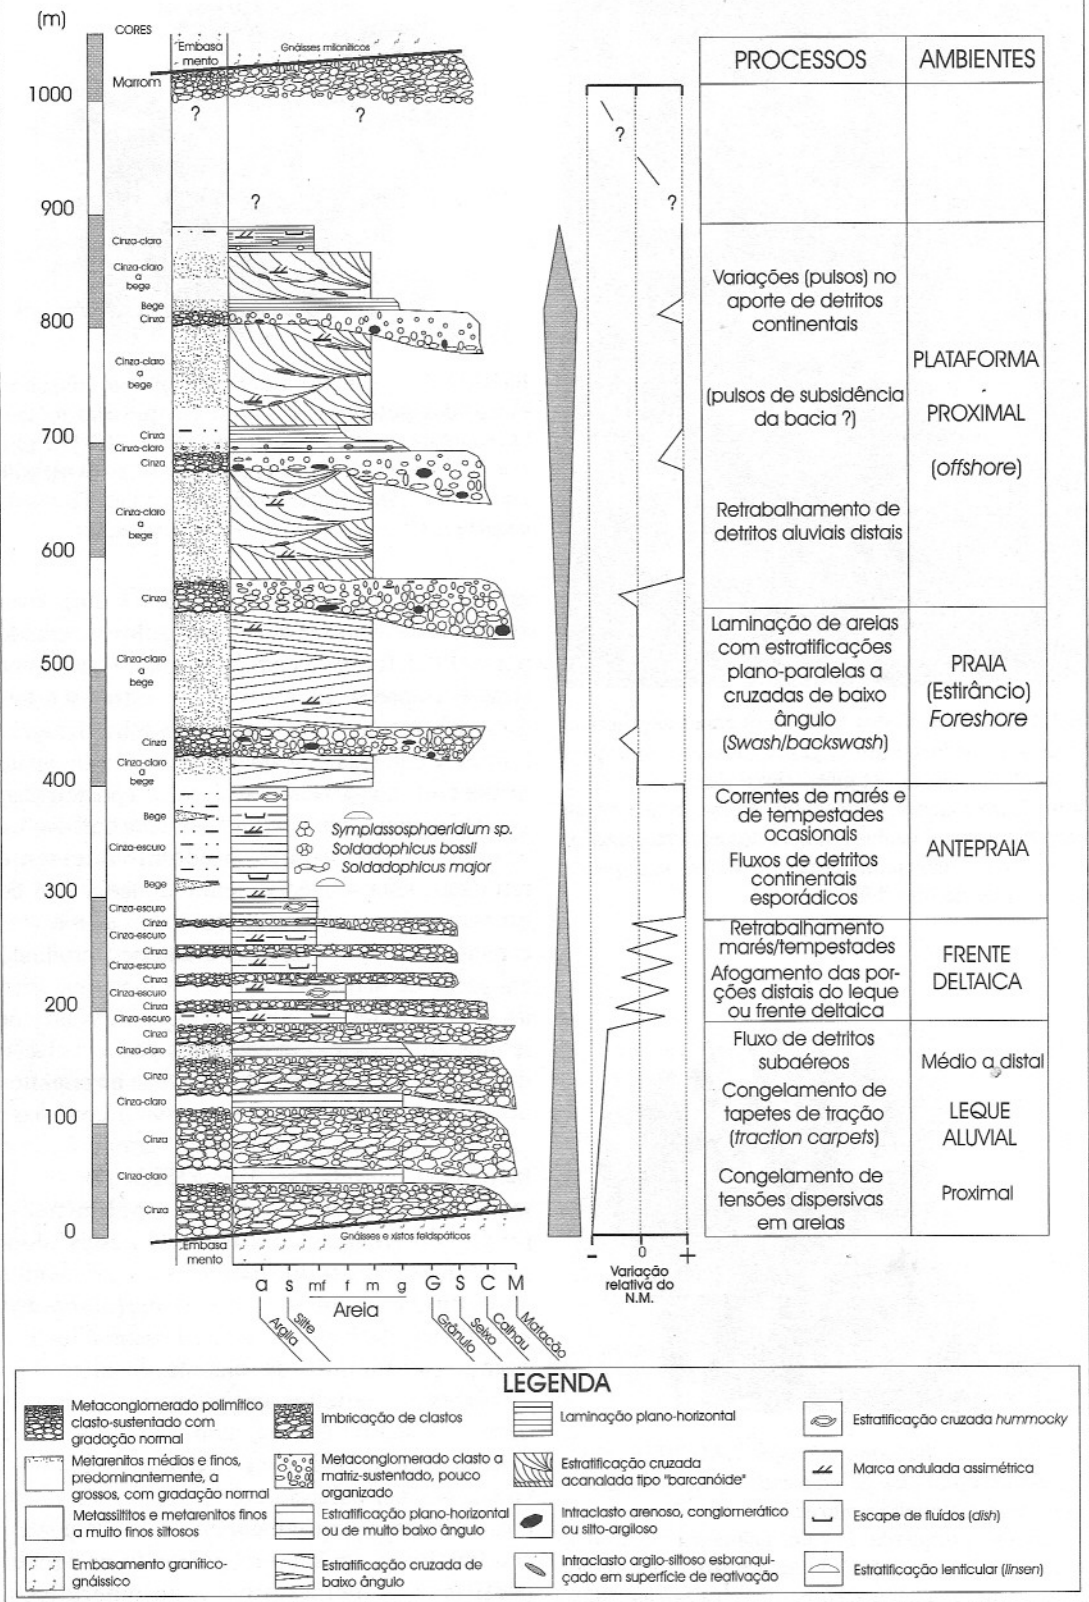 (m)
CORES
Embasa
mento
Gnáisses miloníticos
Marrom
1000
?
?
?
?
900
?
Cinza-claro
Cinza-claro
a
bege
Bege
Cinza
800
Cinza-claro
a
bege
700
Cinza
Cinza-claro
Cinza
Cinza-claro
a
bege
600
Cinza
Cinza-claro
a
bege
500
Cinza
Cinza-claro
a
bege
400
Bege
Cinza-escuro
Bege
300
Cinza-escuro
Cinza
Cinza-escuro
Cinza
Cinza-escuro
Cinza
Cinza-escuro
Cinza
200
Cinza-escuro
Cinza
Cinza-claro
Cinza
Cinza-claro
100
Cinza
Cinza-claro
Cinza
0
Symplassosphaeridium sp.
Soldadophicus bossii
Soldadophicus major
Embasa
mento
Gnáisses e xistos feldspáticos
a s mf f m g G S C M
Areia
Argila
Silte
Grânulo
Seixo
Calhau
Matacão
- 0 +
Variação
relativa do
N.M.
PROCESSOS
AMBIENTES
Variações (pulsos) no
aporte de detritos
continentais
(pulsos de subsidência
da bacia ?)
Retrabalhamento de
detritos aluviais distais
PLATAFORMA
PROXIMAL
(offshore)
Laminação de areias
com estratificações
plano-paralelas a
cruzadas de baixo
ângulo
(Swash/backswash)
PRAIA
(Estirâncio)
Foreshore
Correntes de marés e
de tempestades
ocasionais
Fluxos de detritos
continentais
esporádicos
ANTEPRAIA
Retrabalhamento
marés/tempestades
Afogamento das por-
ções distais do leque
ou frente deltaica
FRENTE
DELTAICA
Fluxo de detritos
subaéreos
Congelamento de
tapetes de tração
(traction carpets)
Congelamento de
tensões dispersivas
em areias
Médio a distal
LEQUE
ALUVIAL
Proximal
LEGENDA
Metaconglomerado polimítico
clasto-sustentado com
gradação normal
Metarenitos médios e finos,
predominantemente, a
grossos, com gradação normal
Metassiltitos e metarenitos finos
a muito finos siltosos
Embasamento granítico-
gnáissico
Imbricação de clastos
Metaconglomerado clasto a
matriz-sustentado, pouco
organizado
Estratificação plano-horizontal
ou de muito baixo ângulo
Estratificação cruzada de
baixo ângulo
Laminação plano-horizontal
Estratificação cruzada
acanalada tipo "barcanóide"
Intraclasto arenoso, conglomerático
ou silto-argiloso
Intraclasto argilo-siltoso esbranqui-
çado em superfície de reativação
Estratificação cruzada hummocky
Marca ondulada assimétrica
Escape de fluídos (dish)
Estratificação lenticular (linsen)